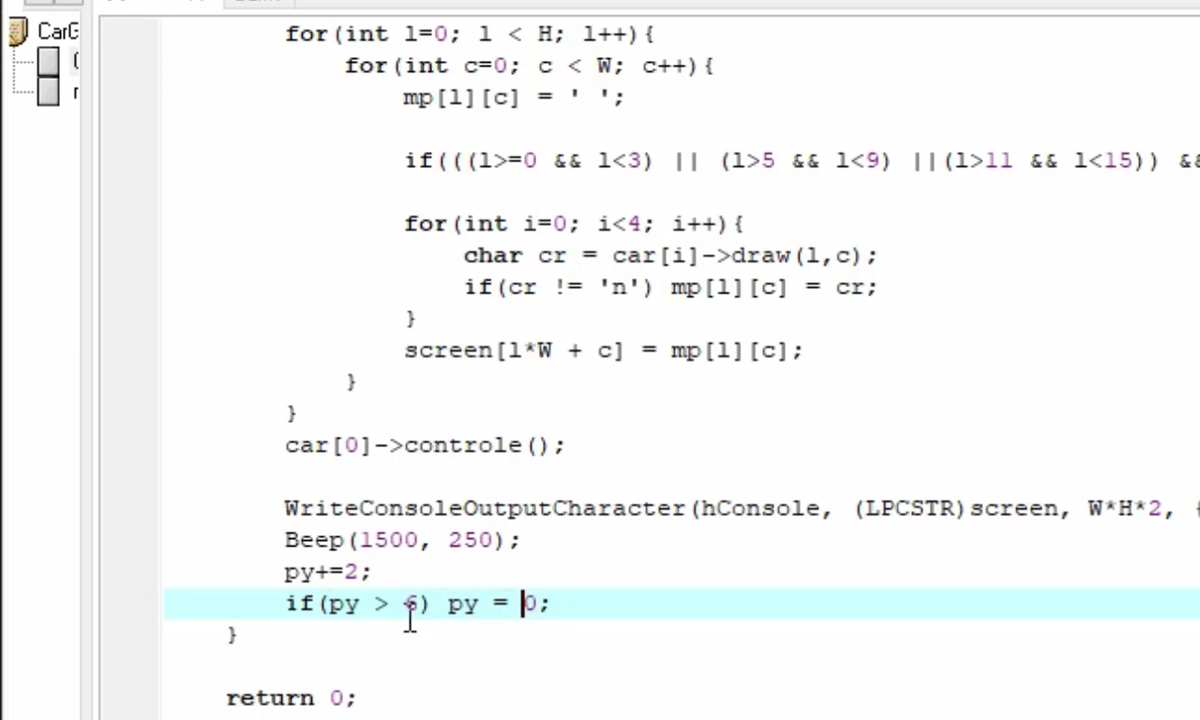 CarG
for(int l=0; l < H; l++){
for(int c=0; c < W; c++){
mp[l][c] = ' ';
if(((l>=0 && l<3) || (l>5 && l<9) ||(l>11 && l<15)) &&
for(int i=0; i<4; i++){
char cr = car[i]->draw(l,c);
if(cr != 'n') mp[l][c] = cr;
}
screen[l*W + c] = mp[l][c];
}
}
car[0]->controle();
WriteConsoleOutputCharacter(hConsole, (LPCSTR)screen, W*H*2, {
Beep(1500, 250);
py+=2;
if(py > 6) py = 0;
}
return 0;